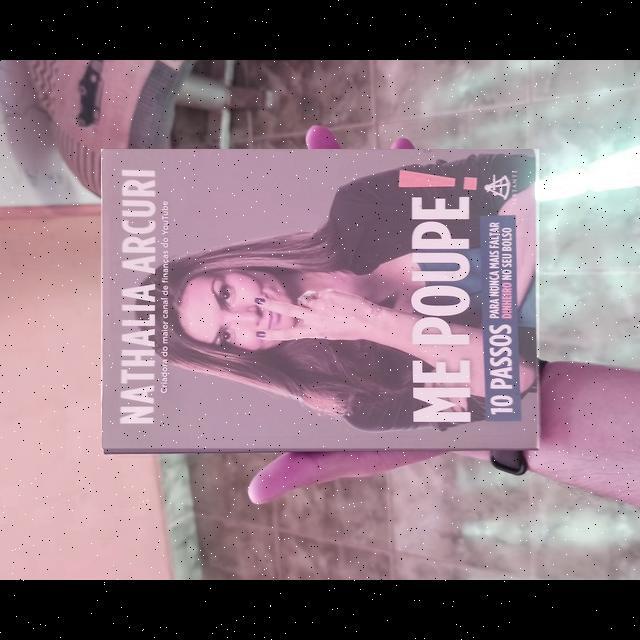 NATHALIA ARCURI
Criadora do maior canal de finanças do YouTube
ME POUPE!
10 PASSOS PARA NUNCA MAIS FALTAR
DINHEIRO NO SEU BOLSO